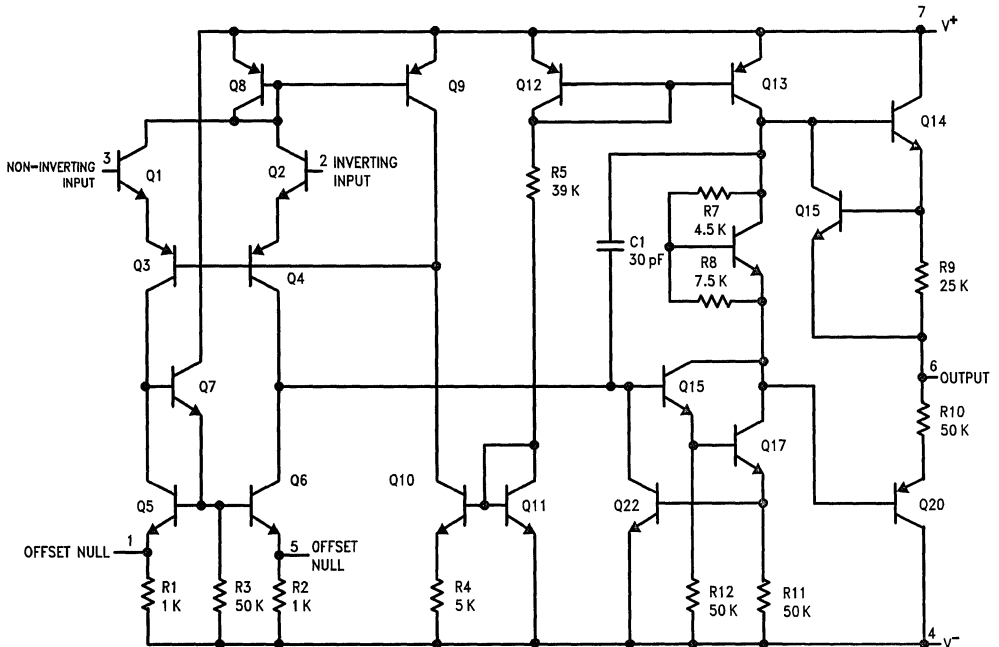 7
V+
Q8
Q9
Q12
Q13
Q14
NON-INVERTING
INPUT
3
Q1
Q2
2 INVERTING
INPUT
R5
39 K
Q15
R7
4.5 K
C1
30 pF
R8
7.5 K
Q3
Q4
R9
25 K
Q7
Q15
6
OUTPUT
R10
50 K
Q17
Q5
Q6
Q10
Q11
Q22
Q20
OFFSET NULL
1
5
OFFSET
NULL
R1
1 K
R3
50 K
R2
1 K
R4
5 K
R12
50 K
R11
50 K
4
V-